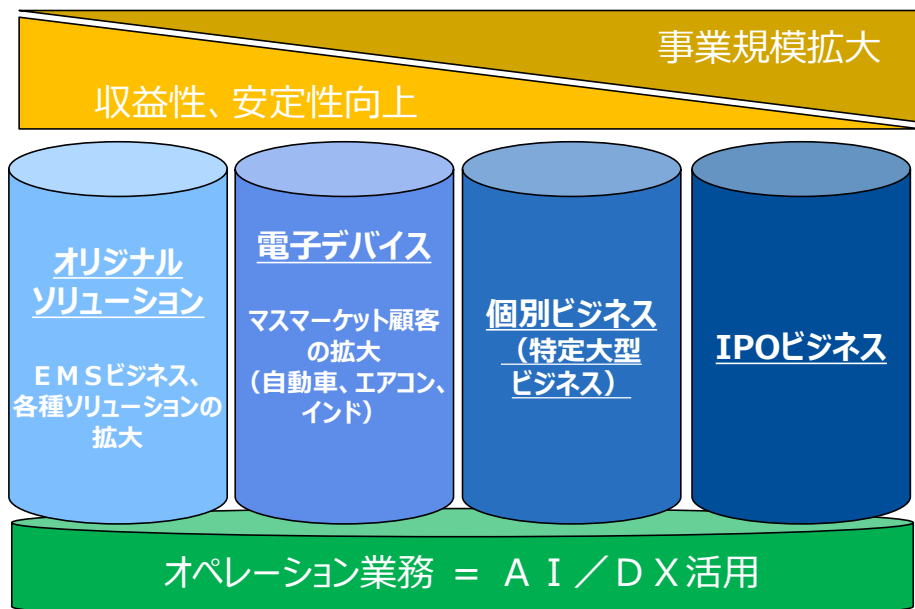 事業規模拡大
収益性、安定性向上
オリジナル
ソリューション
ＥＭＳビジネス、
各種ソリューションの
拡大
電子デバイス
マスマーケット顧客
の拡大
（自動車、エアコン、
インド）
個別ビジネス
（特定大型
ビジネス）
IPOビジネス
オペレーション業務 ＝ ＡＩ／ＤＸ活用